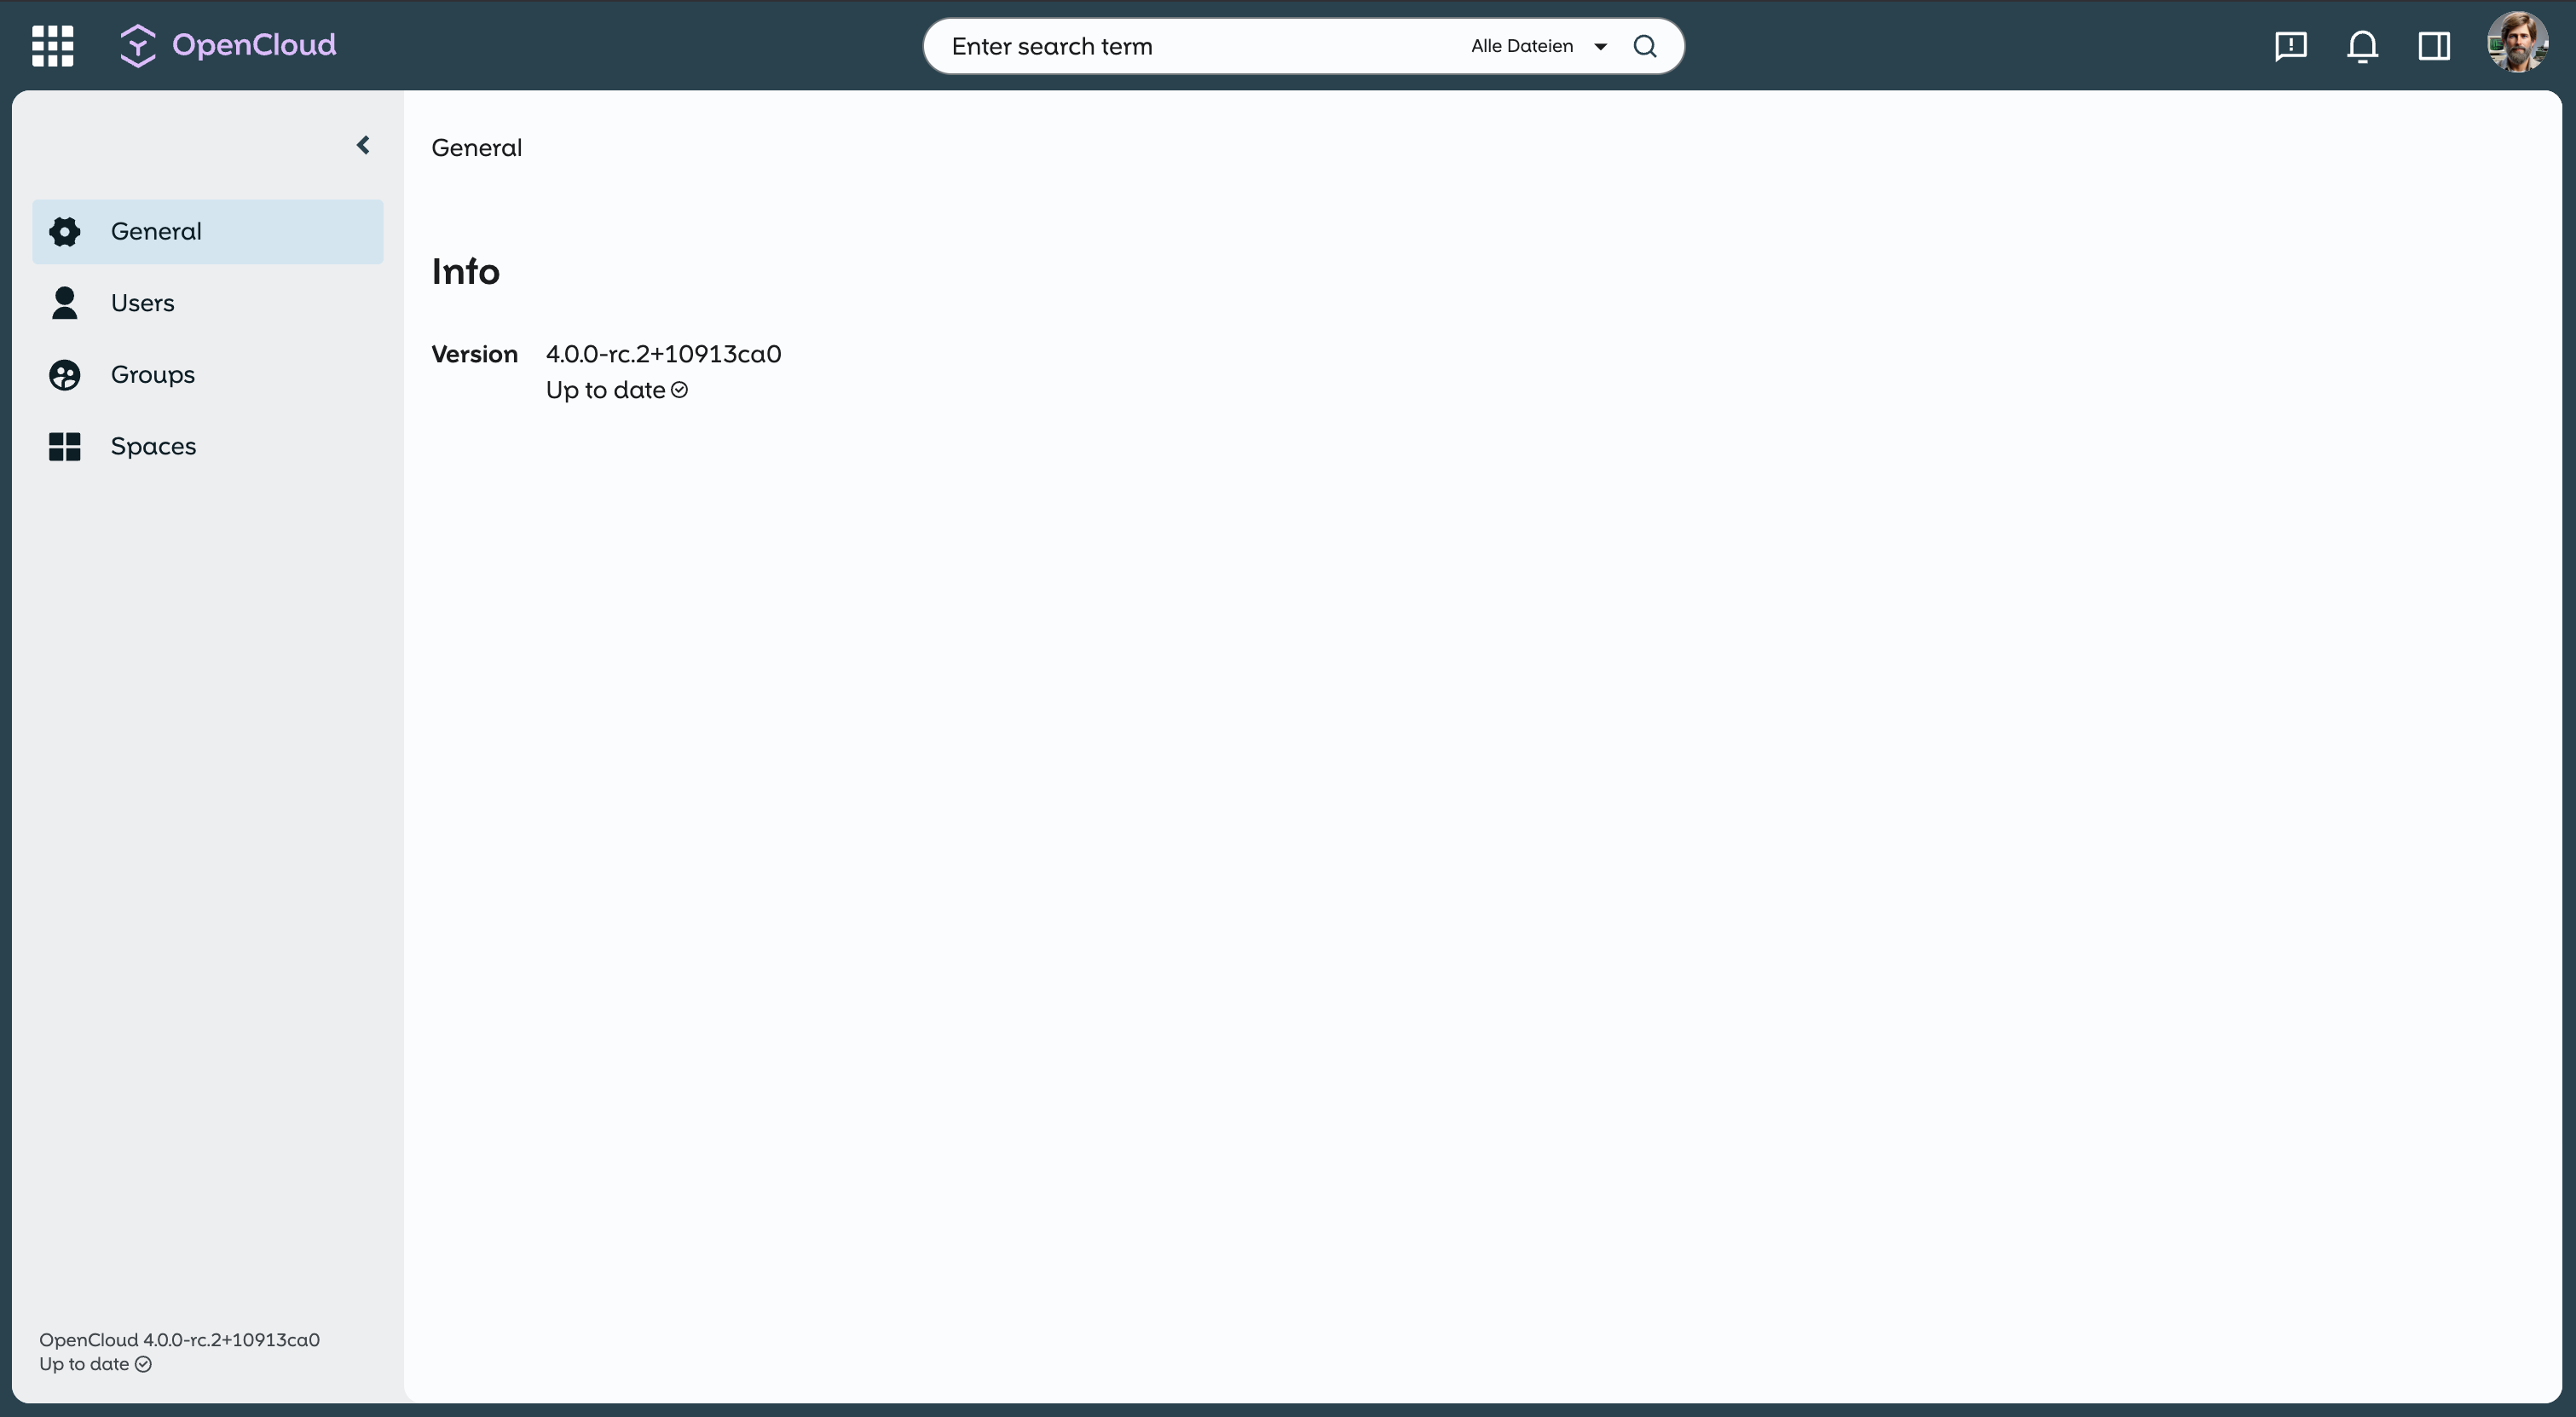 OpenCloud
Enter search term
Alle Dateien
General
Users
Groups
Spaces
General
Info
Version 4.0.0-rc.2+10913ca0
Up to date
OpenCloud 4.0.0-rc.2+10913ca0
Up to date